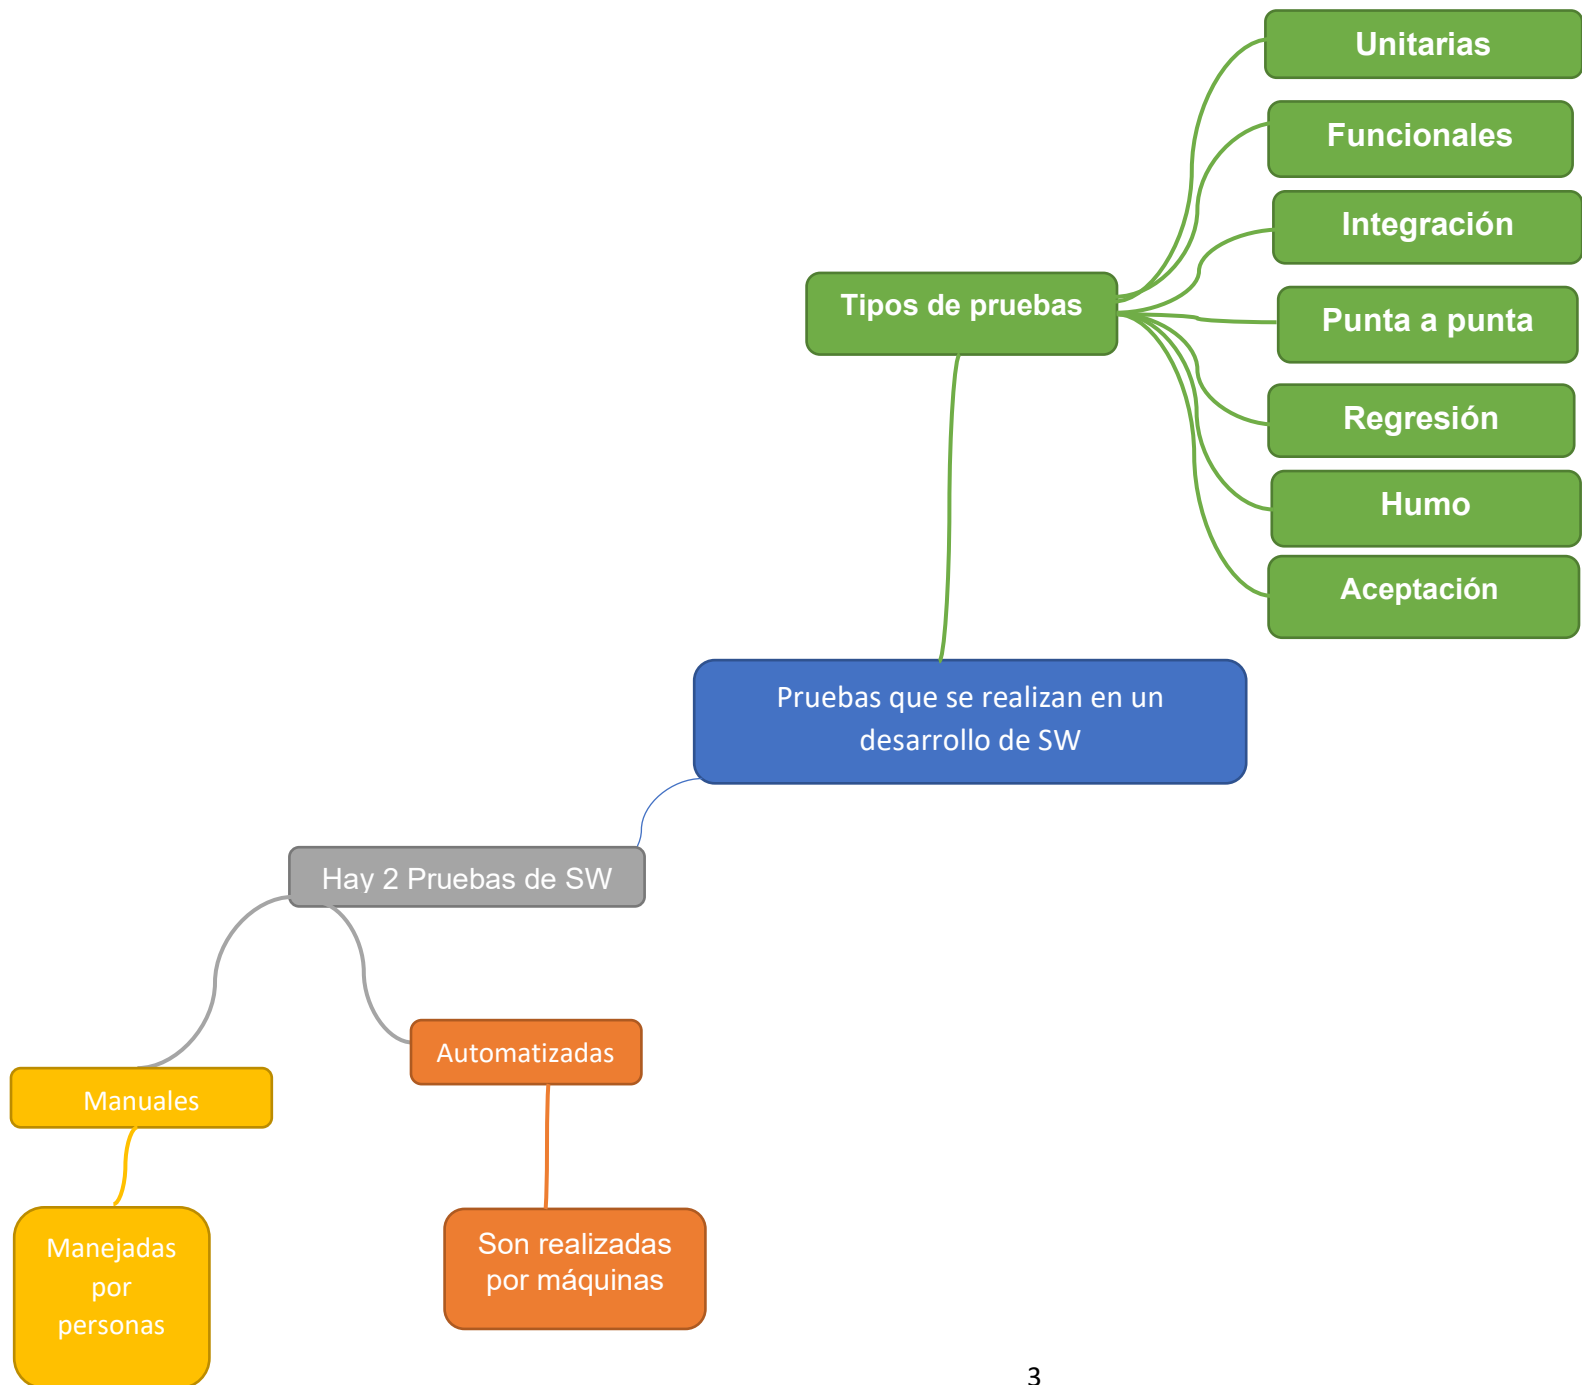 Unitarias
Funcionales
Integración
Tipos de pruebas
Punta a punta
Regresión
Humo
Aceptación
Pruebas que se realizan en un
desarrollo de SW
Hay 2 Pruebas de SW
Automatizadas
Manuales
Manejadas
por
personas
Son realizadas
por máquinas
3